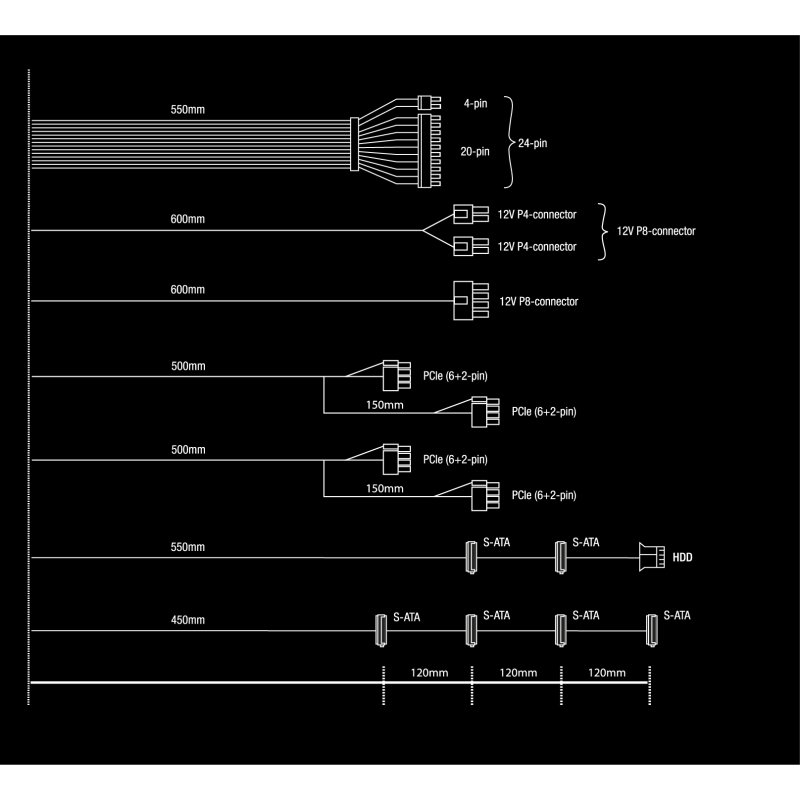 550mm
4-pin
20-pin
24-pin
600mm
12V P4-connector
12V P4-connector
12V P8-connector
600mm
12V P8-connector
500mm
PCIe (6+2-pin)
150mm
PCIe (6+2-pin)
500mm
PCIe (6+2-pin)
150mm
PCIe (6+2-pin)
550mm
S-ATA
S-ATA
HDD
450mm
S-ATA
S-ATA
S-ATA
S-ATA
120mm
120mm
120mm